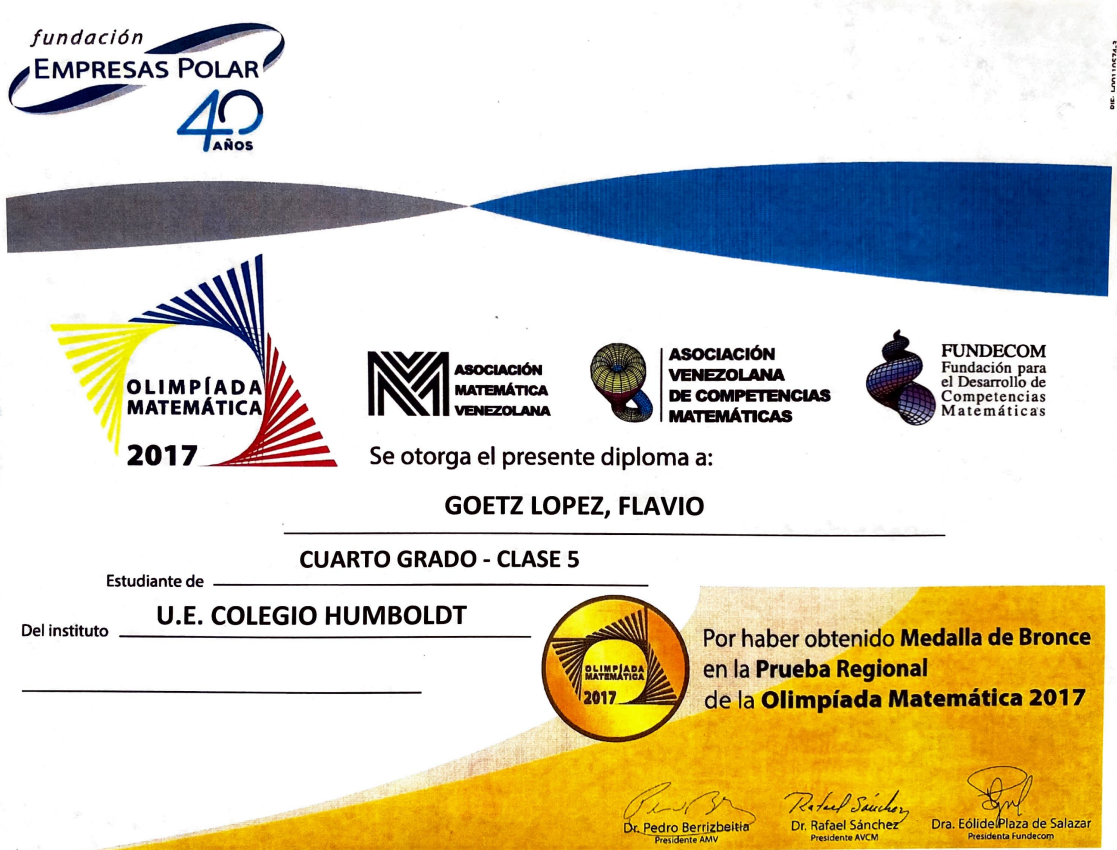 fundación
EMPRESAS POLAR
40
AÑOS
OLIMPÍADA
MATEMÁTICA
2017
ASOCIACIÓN
MATEMÁTICA
VENEZOLANA
ASOCIACIÓN
VENEZOLANA
DE COMPETENCIAS
MATEMÁTICAS
FUNDECOM
Fundación para
el Desarrollo de
Competencias
Matemáticas
Se otorga el presente diploma a:
GOETZ LOPEZ, FLAVIO
CUARTO GRADO - CLASE 5
Estudiante de
U.E. COLEGIO HUMBOLDT
Del instituto
OLIMPÍADA
MATEMÁTICA
2017
Por haber obtenido Medalla de Bronce
en la Prueba Regional
de la Olimpíada Matemática 2017
Rafael Sánchez
Dr. Pedro Berrizbeitia
Presidente AMV
Dr. Rafael Sánchez
Presidente AVCM
Dra. Eólide Plaza de Salazar
Presidenta Fundecom